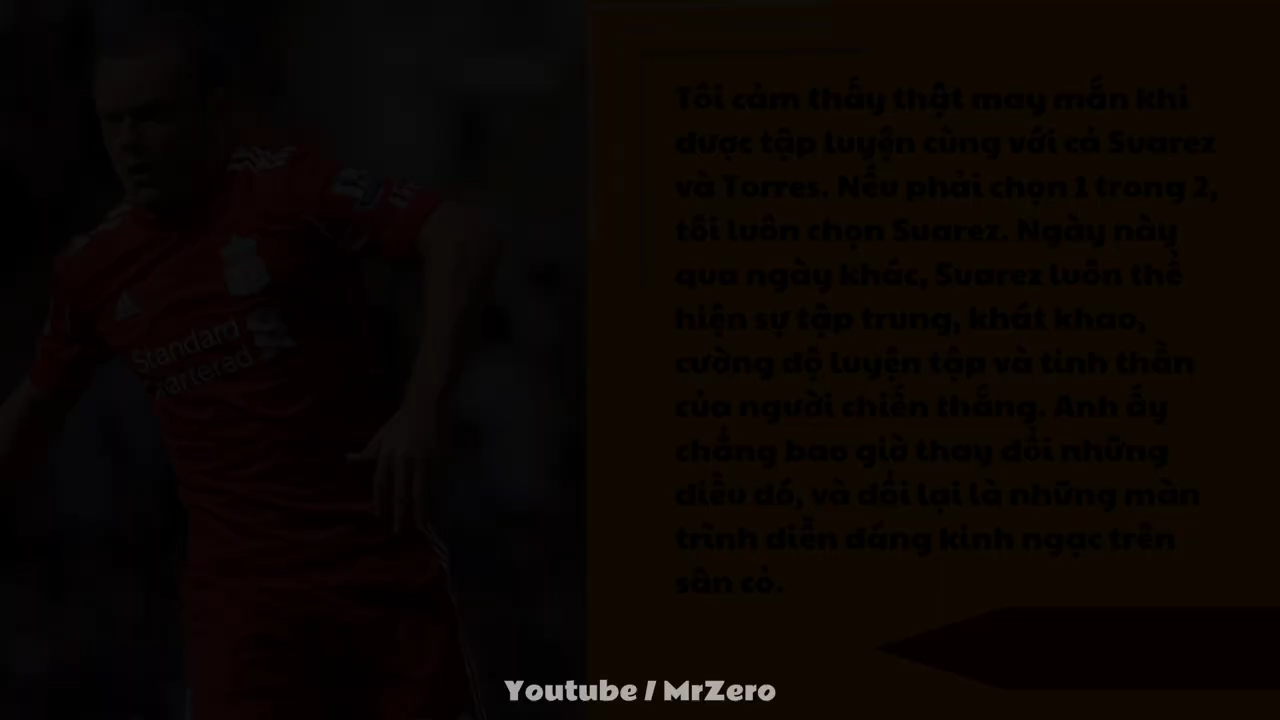 Tôi cảm thấy thật may mắn khi
được tập luyện cùng với cả Suarez
và Torres. Nếu phải chọn 1 trong 2,
tôi luôn chọn Suarez. Ngày này
qua ngày khác, Suarez luôn thể
hiện sự tập trung, khát khao,
cường độ luyện tập và tinh thần
của người chiến thắng. Anh ấy
chẳng bao giờ thay đổi những
điều đó, và đổi lại là những màn
trình diễn đáng kinh ngạc trên
sân cỏ.
Standard
Chartered
Youtube / MrZero